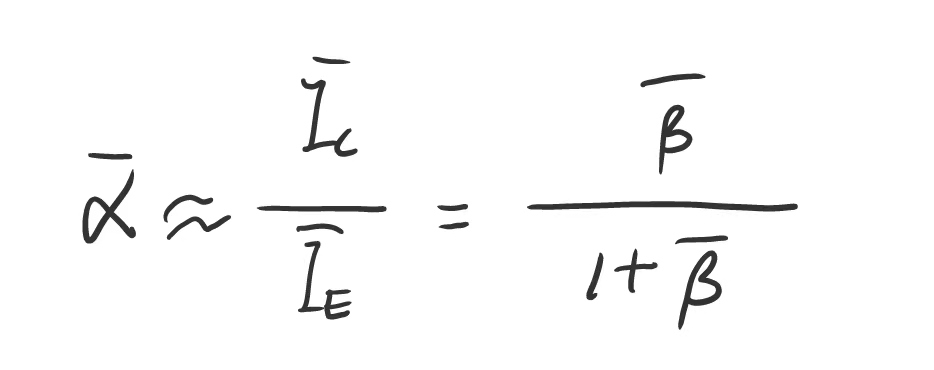 ᾱ ≈ Ī_C / Ī_E = β̄ / (1 + β̄)